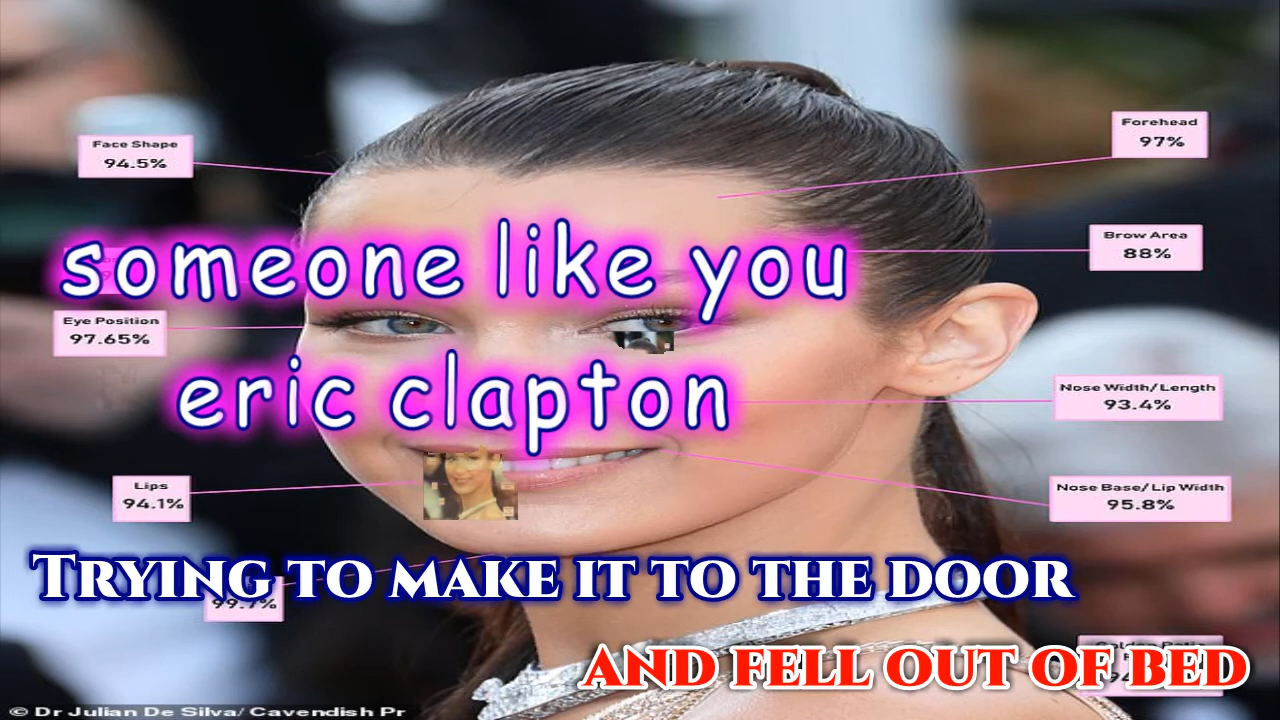 Face Shape
94.5%
Forehead
97%
Brow Area
88%
someone like you
Eye Position
97.65%
eric clapton
Nose Width/Length
93.4%
Lips
94.1%
Nose Base/Lip Width
95.8%
Trying to make it to the door
99.7%
and fell out of bed
© Dr Julian De Silva/ Cavendish Pr